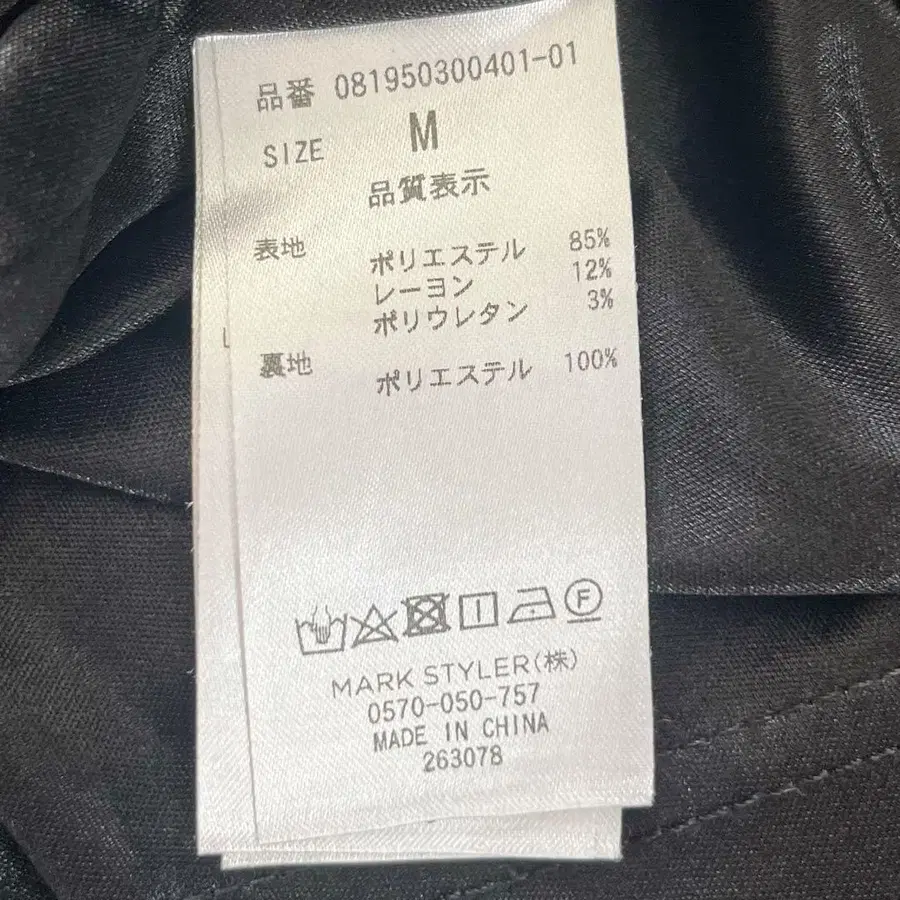 品番 081950300401-01
SIZE M
品質表示
表地 ポリエステル 85%
レーヨン 12%
ポリウレタン 3%
裏地 ポリエステル 100%
F
MARK STYLER(株)
0570-050-757
MADE IN CHINA
263078
L